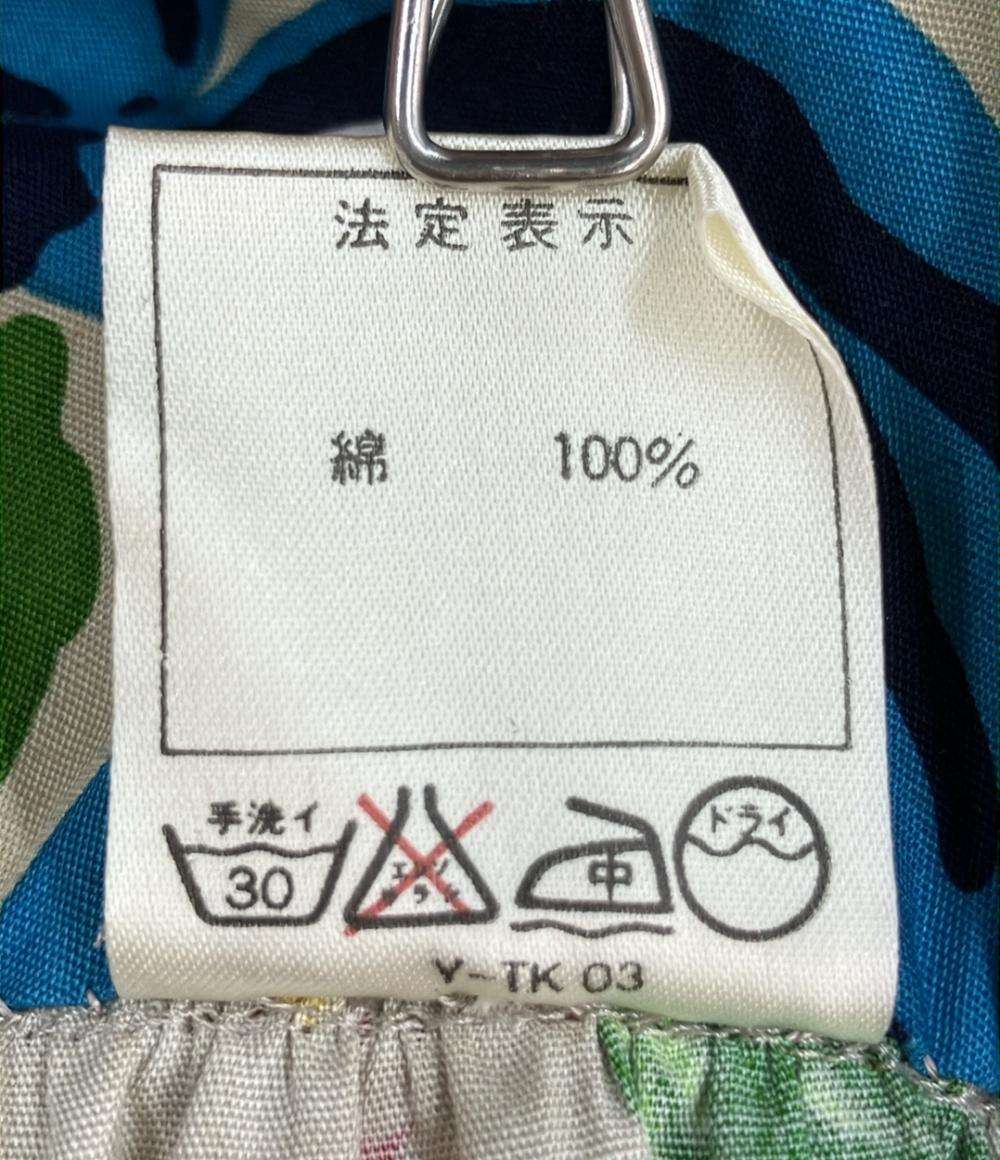 法定表示
綿 100%
手洗イ
30
エンソ
サラシ
中
ドライ
Y-TK 03